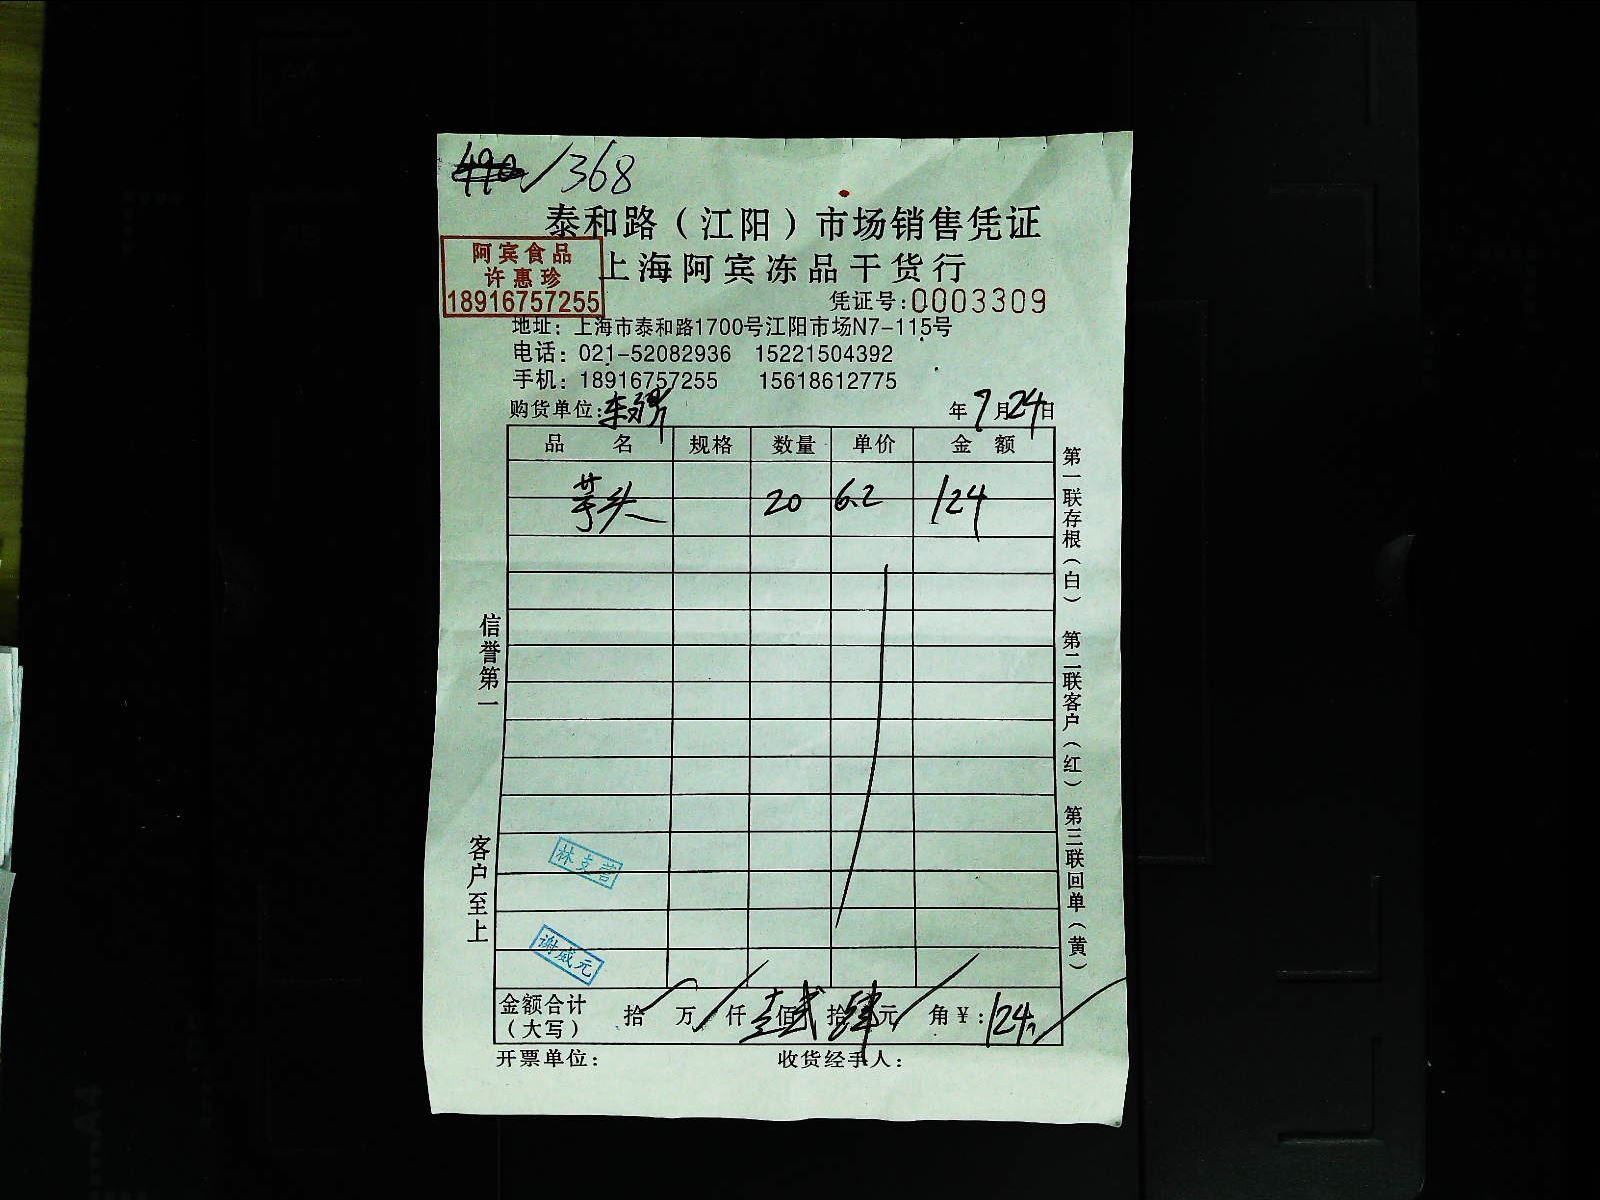 368
泰和路（江阳）市场销售凭证
阿宾食品
许惠珍
18916757255
上海阿宾冻品干货行
凭证号:0003309
地址：上海市泰和路1700号江阳市场N7-115号
电话：021-52082936 15221504392
手机：18916757255 15618612775
购货单位: 年7月24日
品名 规格 数量 单价 金额
芋头 20 6.2 124
信誉第一
客户至上
第一联存根（白） 第二联客户（红） 第三联回单（黄）
林支营
谢威元
金额合计（大写） 拾 万 仟壹佰贰拾肆元 角¥：124
开票单位： 收货经手人：